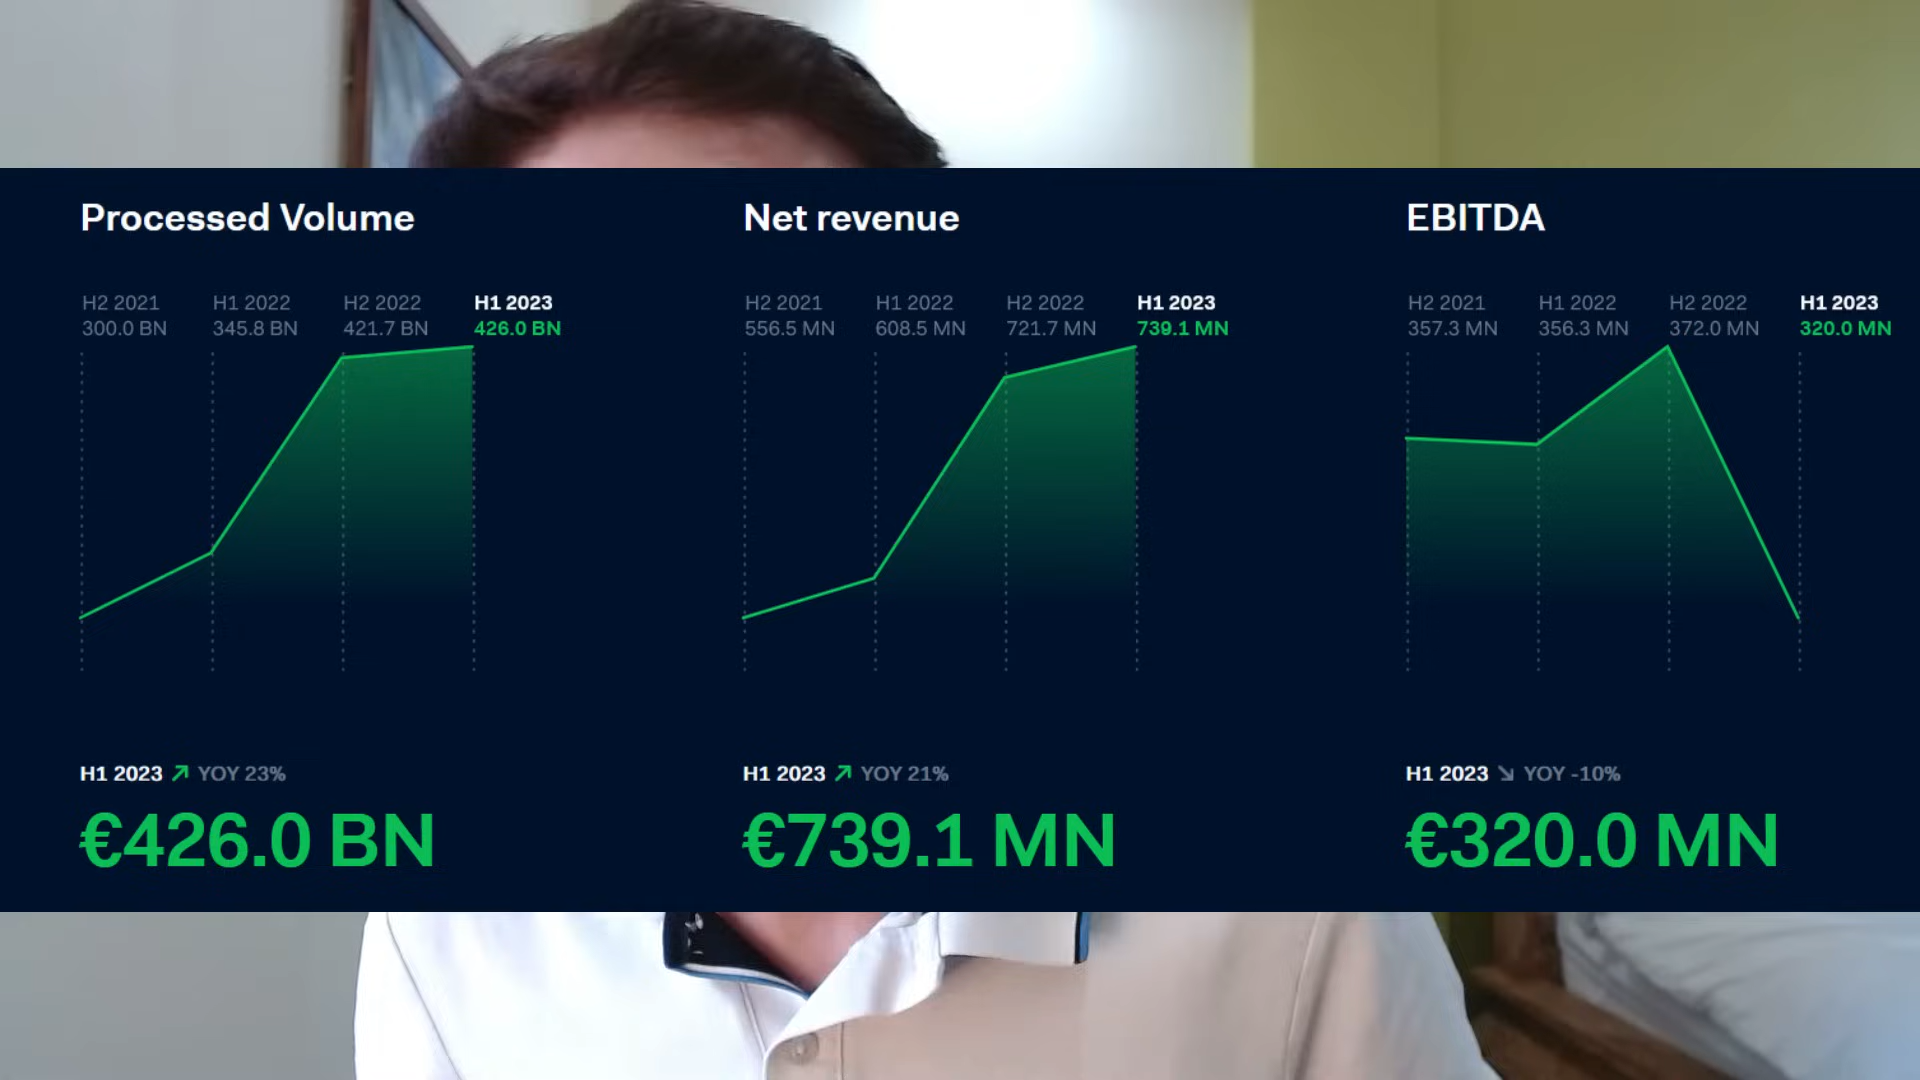 Processed Volume
H2 2021 H1 2022 H2 2022 H1 2023
300.0 BN 345.8 BN 421.7 BN 426.0 BN
H1 2023 YOY 23%
€426.0 BN
Net revenue
H2 2021 H1 2022 H2 2022 H1 2023
556.5 MN 608.5 MN 721.7 MN 739.1 MN
H1 2023 YOY 21%
€739.1 MN
EBITDA
H2 2021 H1 2022 H2 2022 H1 2023
357.3 MN 356.3 MN 372.0 MN 320.0 MN
H1 2023 YOY -10%
€320.0 MN